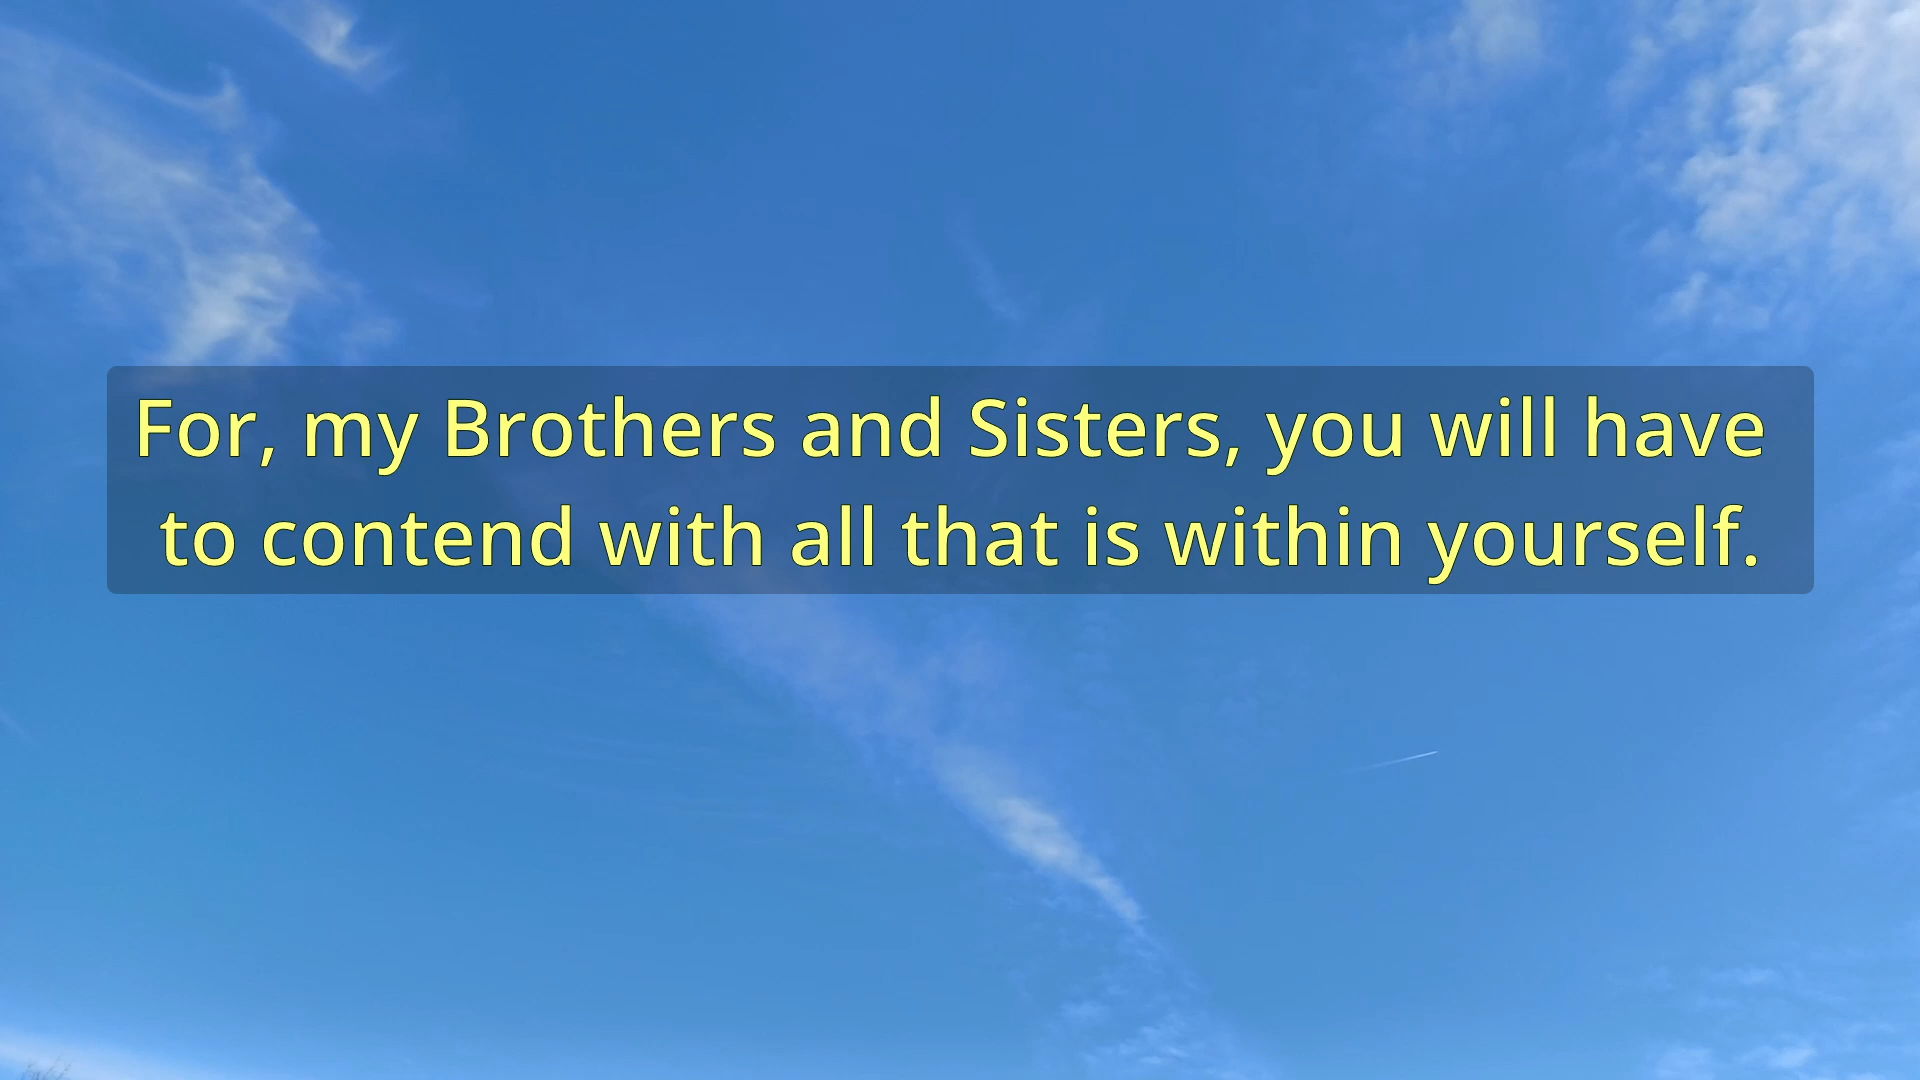 For, my Brothers and Sisters, you will have
to contend with all that is within yourself.